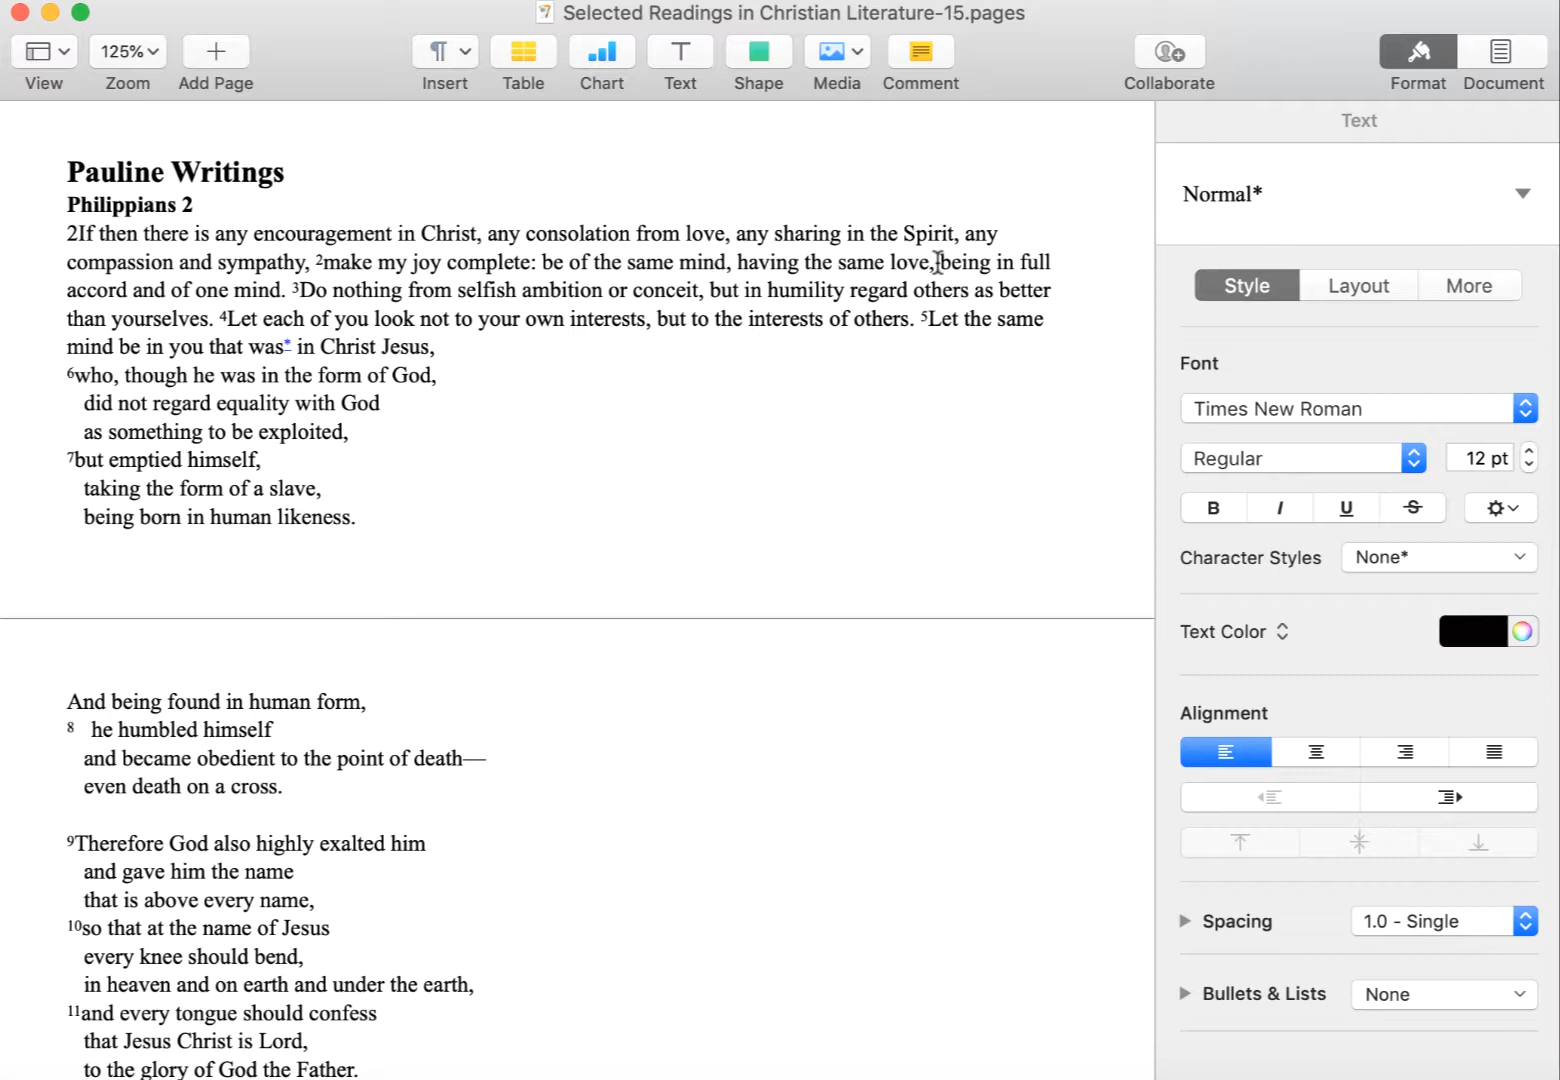 Selected Readings in Christian Literature-15.pages
125%
View
Zoom
Add Page
Insert
Table
Chart
Text
Shape
Media
Comment
Collaborate
Format
Document
Pauline Writings
Philippians 2
2If then there is any encouragement in Christ, any consolation from love, any sharing in the Spirit, any
compassion and sympathy, ²make my joy complete: be of the same mind, having the same love, being in full
accord and of one mind. ³Do nothing from selfish ambition or conceit, but in humility regard others as better
than yourselves. ⁴Let each of you look not to your own interests, but to the interests of others. ⁵Let the same
mind be in you that was* in Christ Jesus,
⁶who, though he was in the form of God,
did not regard equality with God
as something to be exploited,
⁷but emptied himself,
taking the form of a slave,
being born in human likeness.
And being found in human form,
⁸ he humbled himself
and became obedient to the point of death—
even death on a cross.
⁹Therefore God also highly exalted him
and gave him the name
that is above every name,
¹⁰so that at the name of Jesus
every knee should bend,
in heaven and on earth and under the earth,
¹¹and every tongue should confess
that Jesus Christ is Lord,
to the glory of God the Father.
Text
Normal*
Style
Layout
More
Font
Times New Roman
Regular
12 pt
B
I
U
S
Character Styles
None*
Text Color
Alignment
Spacing
1.0 - Single
Bullets & Lists
None